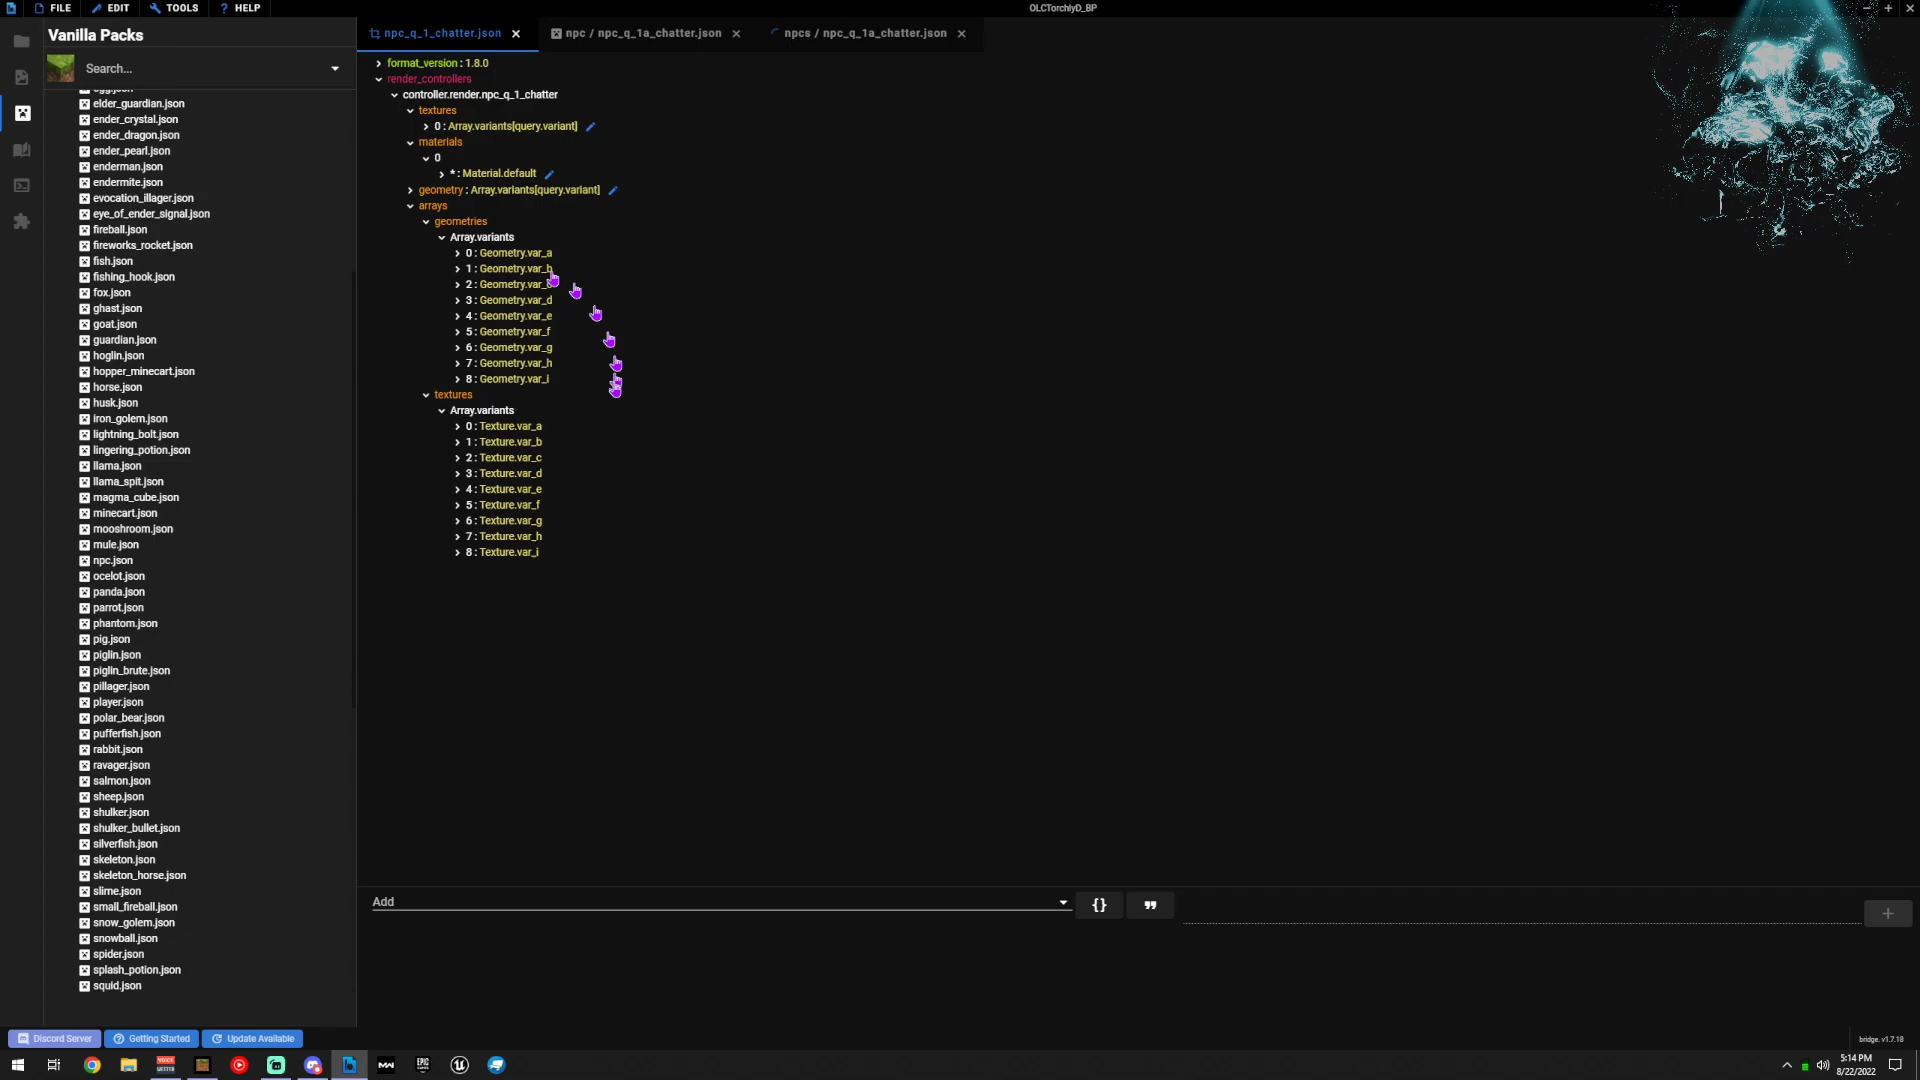 FILE EDIT TOOLS HELP OLCTorchlyD_BP
Vanilla Packs
Search...
elder_guardian.json
ender_crystal.json
ender_dragon.json
ender_pearl.json
enderman.json
endermite.json
evocation_illager.json
eye_of_ender_signal.json
fireball.json
fireworks_rocket.json
fish.json
fishing_hook.json
fox.json
ghast.json
goat.json
guardian.json
hoglin.json
hopper_minecart.json
horse.json
husk.json
iron_golem.json
lightning_bolt.json
lingering_potion.json
llama.json
llama_spit.json
magma_cube.json
minecart.json
mooshroom.json
mule.json
npc.json
ocelot.json
panda.json
parrot.json
phantom.json
pig.json
piglin.json
piglin_brute.json
pillager.json
player.json
polar_bear.json
pufferfish.json
rabbit.json
ravager.json
salmon.json
sheep.json
shulker.json
shulker_bullet.json
silverfish.json
skeleton.json
skeleton_horse.json
slime.json
small_fireball.json
snow_golem.json
snowball.json
spider.json
splash_potion.json
squid.json
npc_q_1_chatter.json npc / npc_q_1a_chatter.json npcs / npc_q_1a_chatter.json
format_version : 1.8.0
render_controllers
controller.render.npc_q_1_chatter
textures
0 : Array.variants[query.variant]
materials
0
* : Material.default
geometry : Array.variants[query.variant]
arrays
geometries
Array.variants
0 : Geometry.var_a
1 : Geometry.var_b
2 : Geometry.var_
3 : Geometry.var_d
4 : Geometry.var_e
5 : Geometry.var_f
6 : Geometry.var_g
7 : Geometry.var_h
8 : Geometry.var_i
textures
Array.variants
0 : Texture.var_a
1 : Texture.var_b
2 : Texture.var_c
3 : Texture.var_d
4 : Texture.var_e
5 : Texture.var_f
6 : Texture.var_g
7 : Texture.var_h
8 : Texture.var_i
Add
{}
Discord Server Getting Started Update Available
bridge. v1.7.18
5:14 PM
8/22/2022